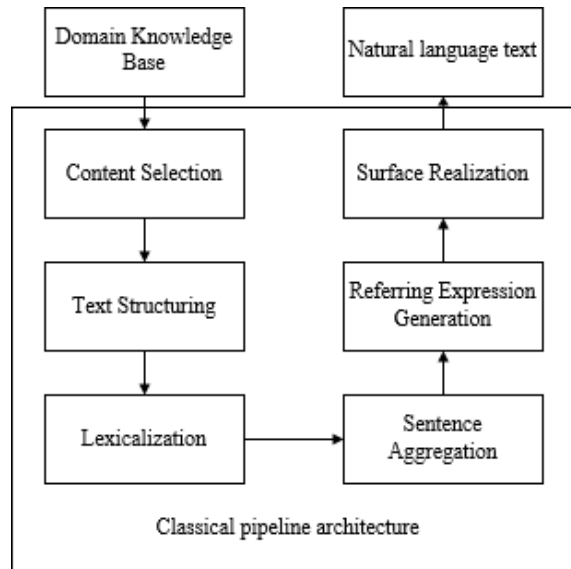 Domain Knowledge
Base
Natural language text
Content Selection
Surface Realization
Text Structuring
Referring Expression
Generation
Lexicalization
Sentence
Aggregation
Classical pipeline architecture